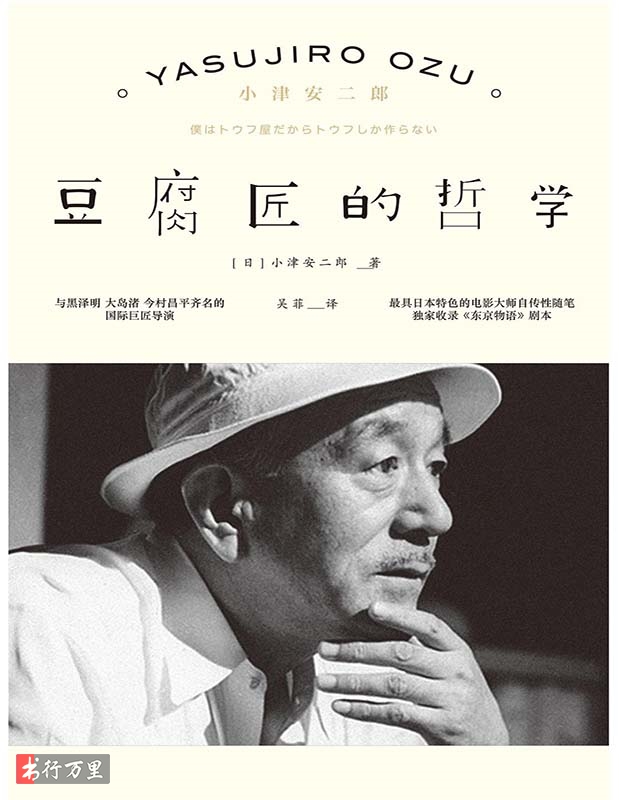 YASUJIRO OZU
小津安二郎
僕はトウフ屋だからトウフしか作らない
豆腐匠的哲学
［日］小津安二郎__著
与黑泽明 大岛渚 今村昌平齐名的
国际巨匠导演
吴菲__译
最具日本特色的电影大师自传性随笔
独家收录《东京物语》剧本
书行万里